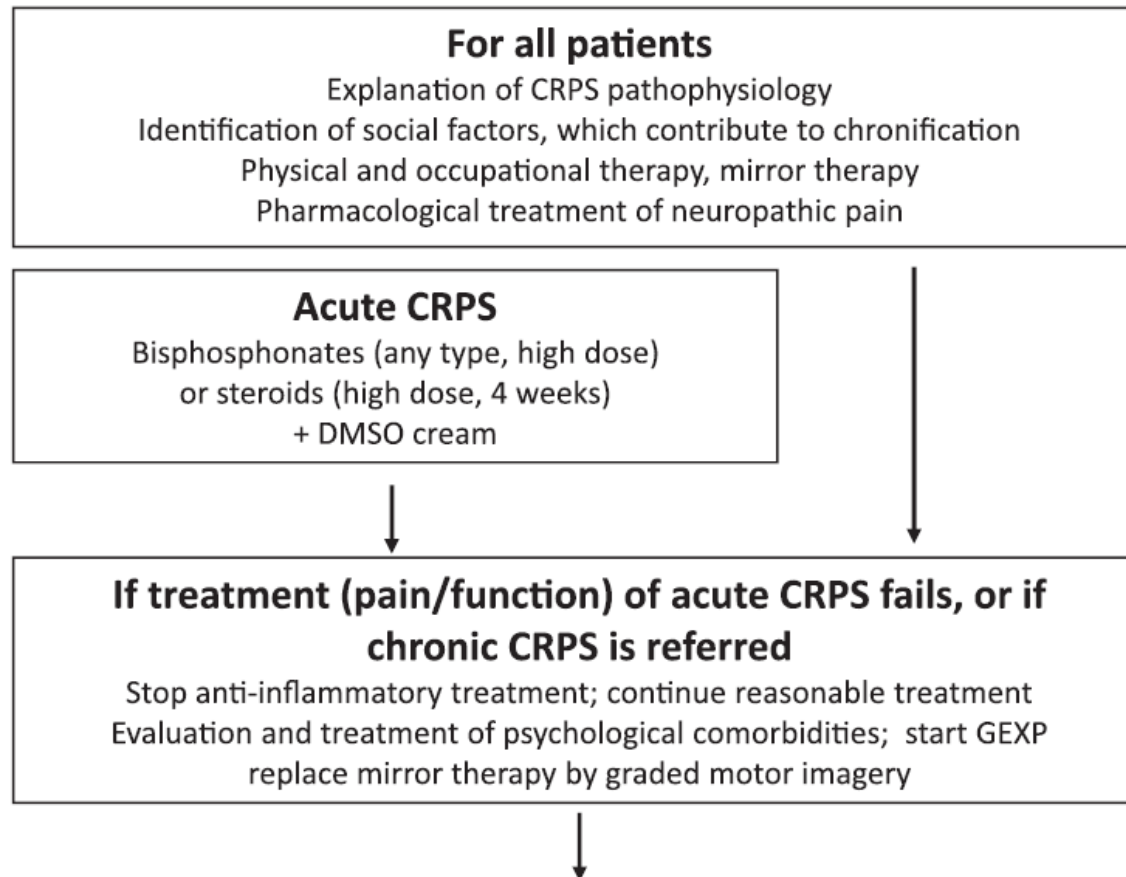 For all patients
Explanation of CRPS pathophysiology
Identification of social factors, which contribute to chronification
Physical and occupational therapy, mirror therapy
Pharmacological treatment of neuropathic pain
Acute CRPS
Bisphosphonates (any type, high dose)
or steroids (high dose, 4 weeks)
+ DMSO cream
If treatment (pain/function) of acute CRPS fails, or if
chronic CRPS is referred
Stop anti-inflammatory treatment; continue reasonable treatment
Evaluation and treatment of psychological comorbidities; start GEXP
replace mirror therapy by graded motor imagery